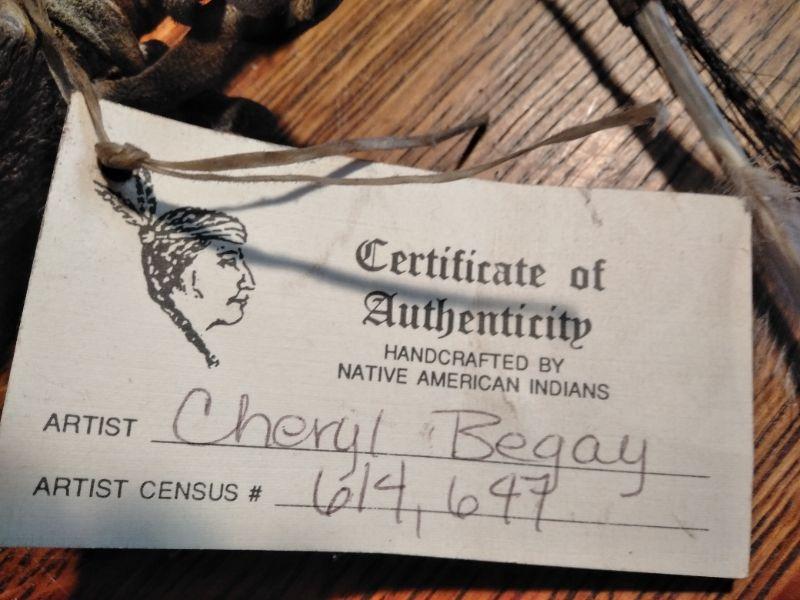 Certificate of
Authenticity
HANDCRAFTED BY
NATIVE AMERICAN INDIANS
ARTIST Cheryl Begay
ARTIST CENSUS # 614,647